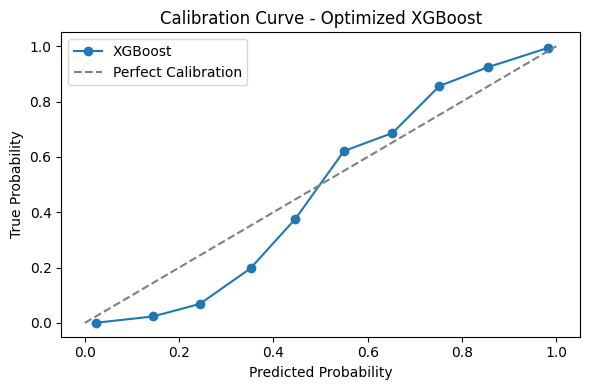 Calibration Curve - Optimized XGBoost
XGBoost
Perfect Calibration
True Probability
1.0
0.8
0.6
0.4
0.2
0.0
0.0 0.2 0.4 0.6 0.8 1.0
Predicted Probability